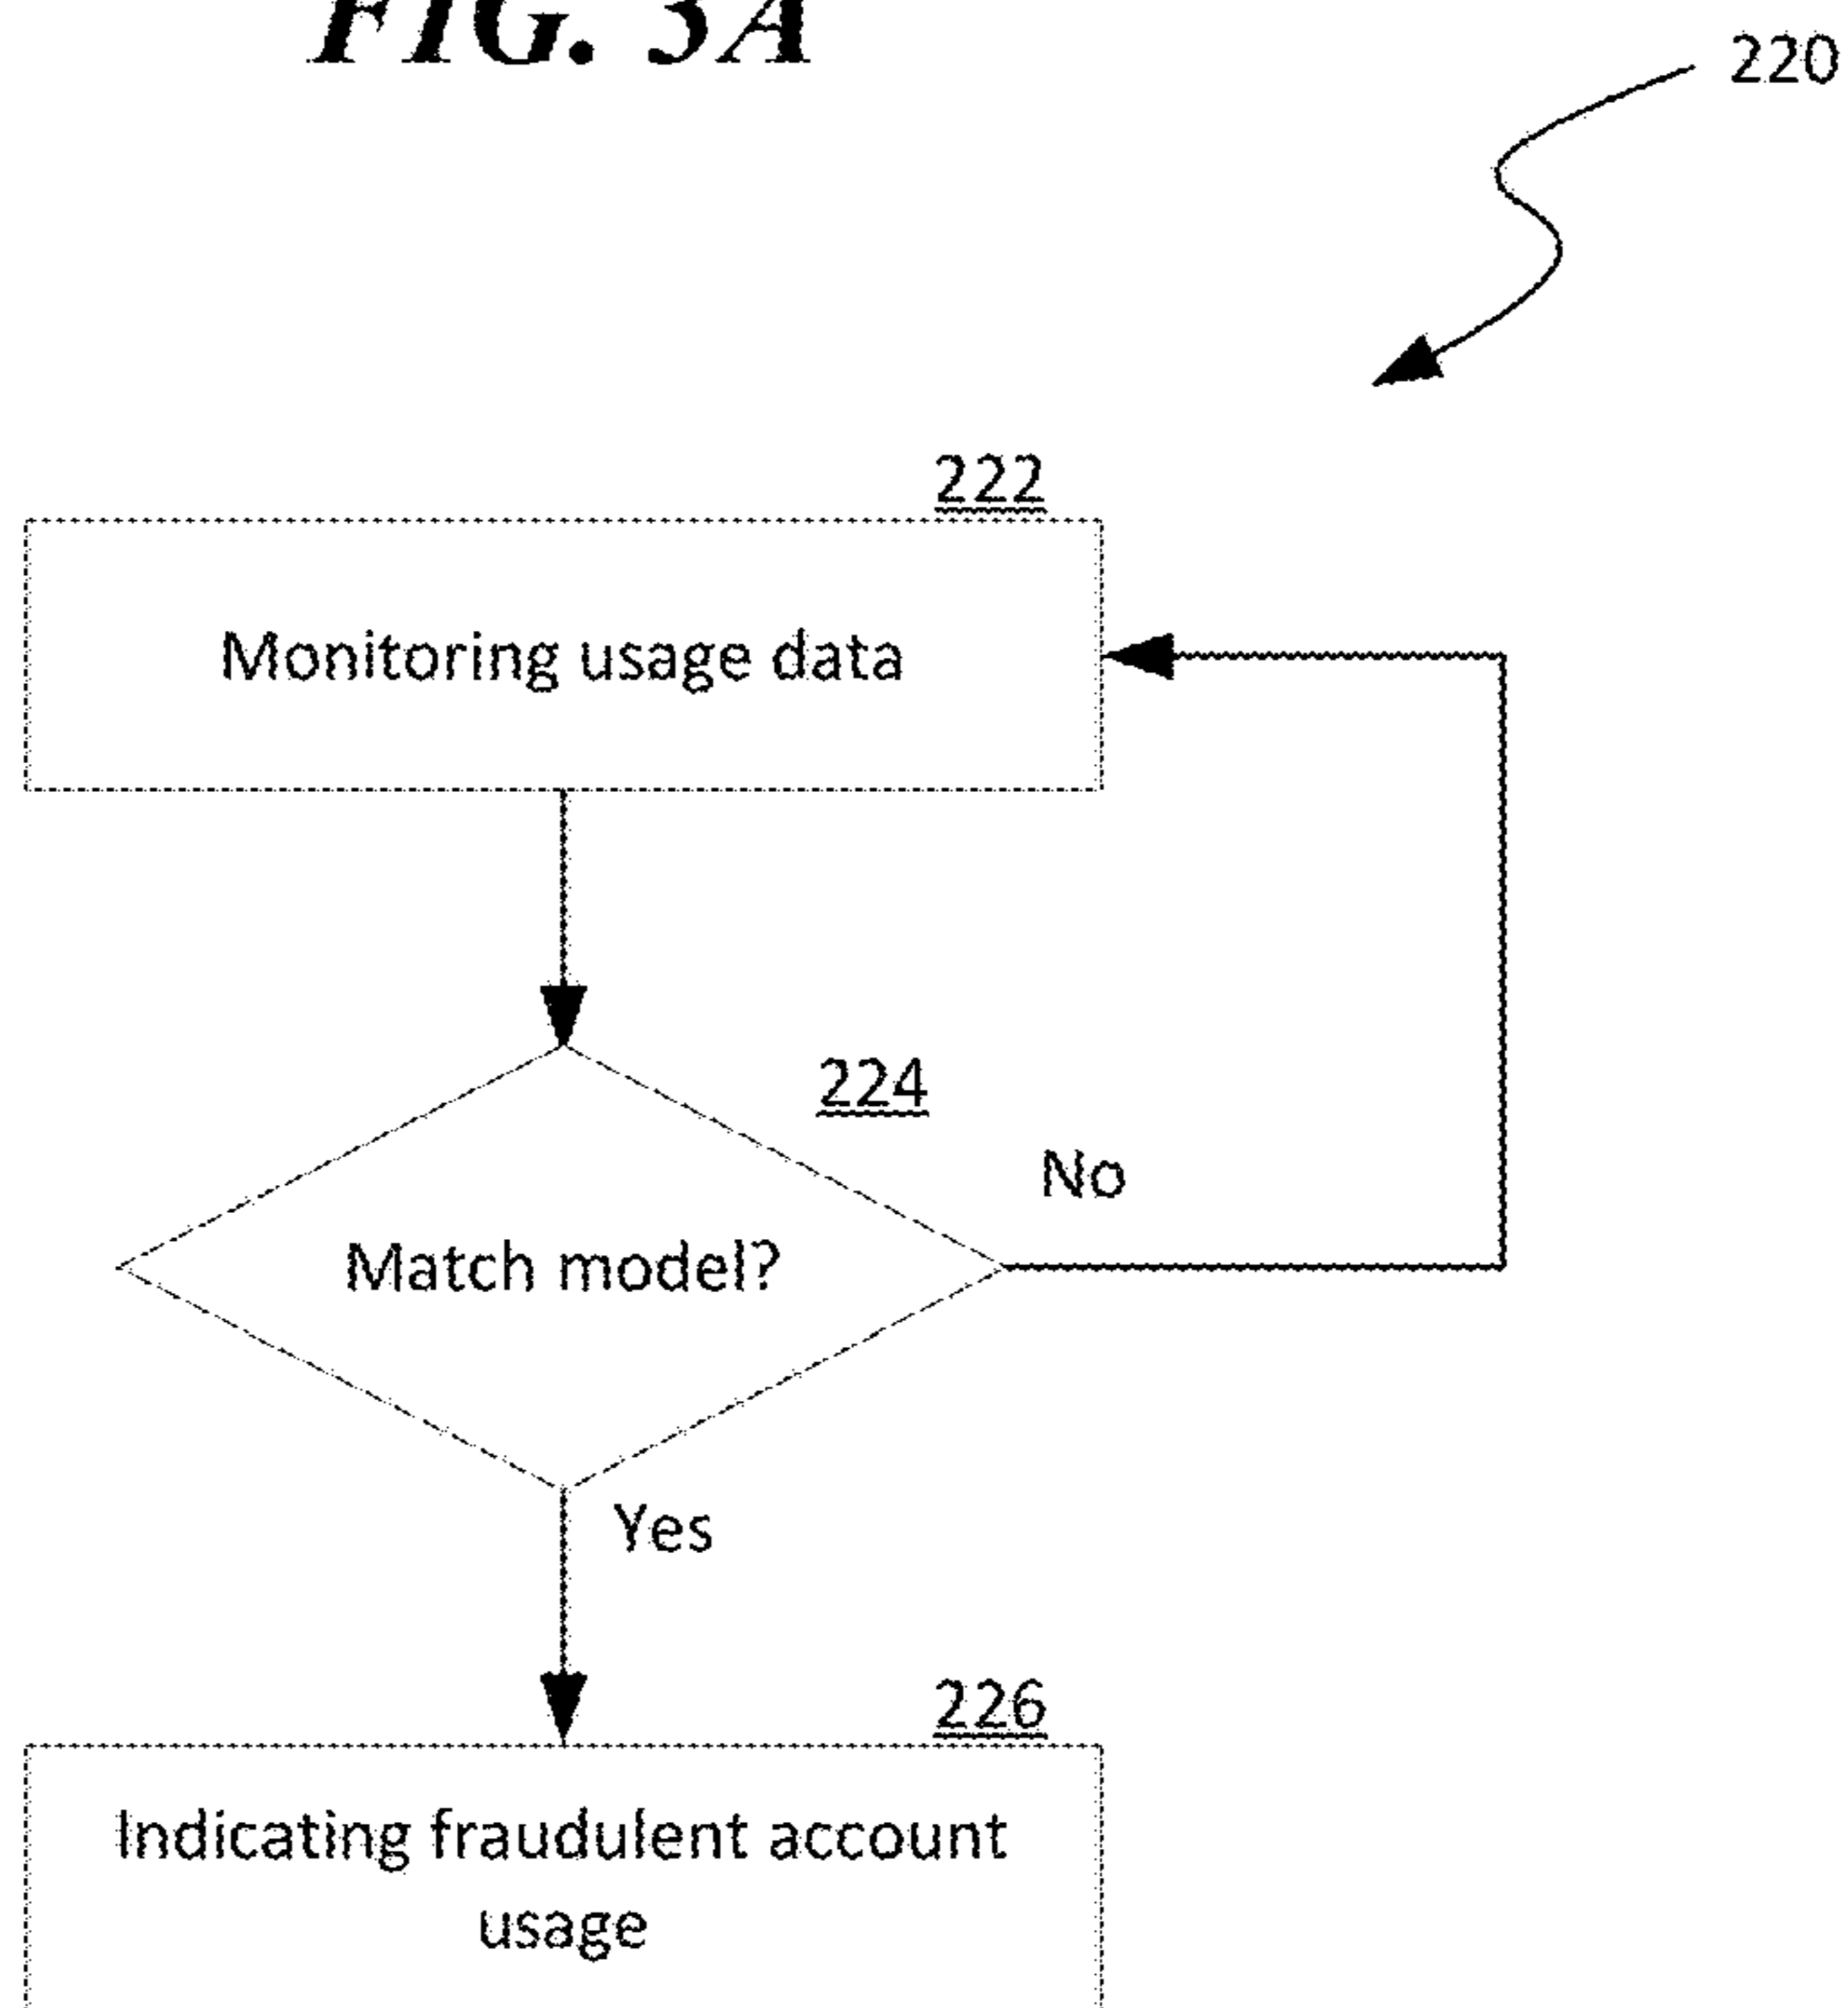 FIG. 3A
220
222
Monitoring usage data
224
No
Match model?
Yes
226
Indicating fraudulent account
usage